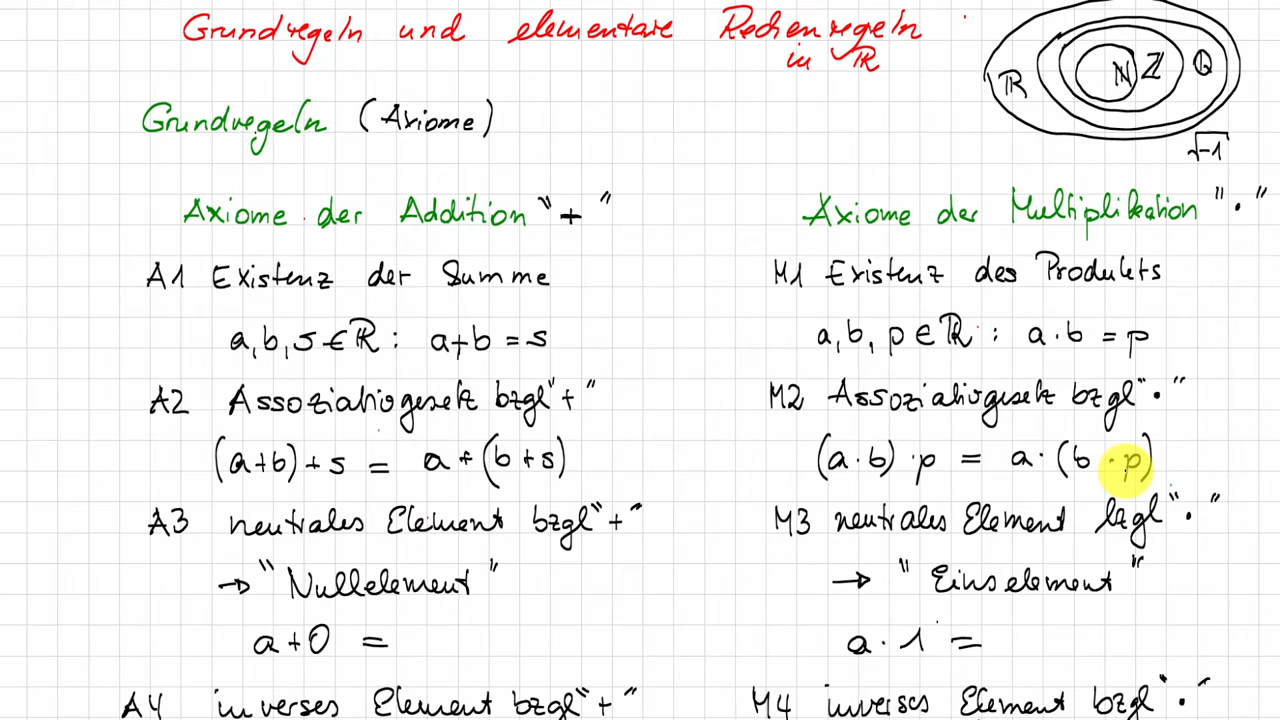 Grundregeln und elementare Rechenregeln
in ℝ
ℝ ℕ ℤ ℚ
√-1
Grundregeln (Axiome)
Axiome der Addition "+"
A1 Existenz der Summe
a, b, s ∈ ℝ : a+b = s
A2 Assoziativgesetz bzgl "+"
(a+b)+s = a+(b+s)
A3 neutrales Element bzgl "+"
→ "Nullelement"
a+0 =
A4 inverses Element bzgl "+"
Axiome der Multiplikation "·"
M1 Existenz des Produkts
a, b, p ∈ ℝ : a·b = p
M2 Assoziativgesetz bzgl "·"
(a·b)·p = a·(b·p)
M3 neutrales Element bzgl "·"
→ "Einselement"
a·1 =
M4 inverses Element bzgl "·"